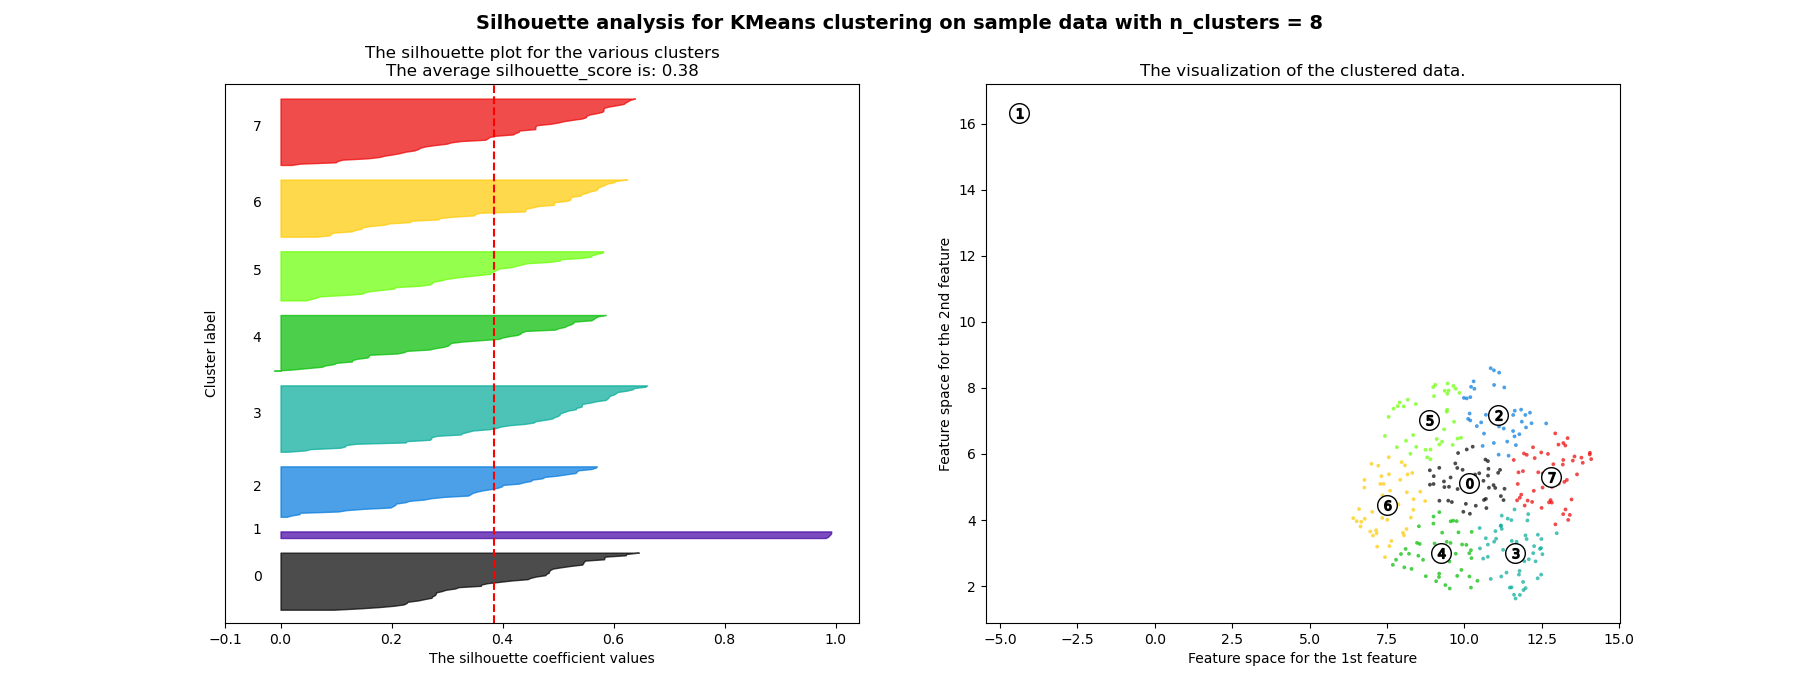 Silhouette analysis for KMeans clustering on sample data with n_clusters = 8
The silhouette plot for the various clusters
The average silhouette_score is: 0.38
7
6
5
4
3
2
1
0
Cluster label
−0.1 0.0 0.2 0.4 0.6 0.8 1.0
The silhouette coefficient values
The visualization of the clustered data.
16
14
12
10
8
6
4
2
Feature space for the 2nd feature
1
2
5
7
0
6
4
3
−5.0 −2.5 0.0 2.5 5.0 7.5 10.0 12.5 15.0
Feature space for the 1st feature